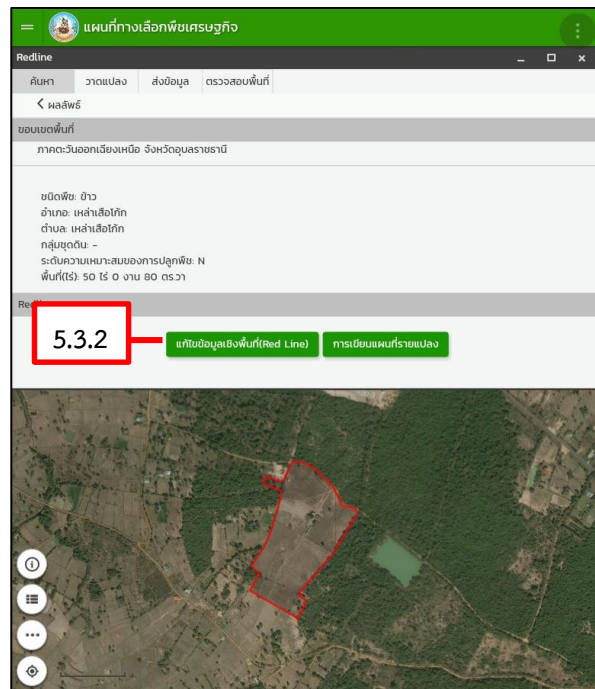 แผนที่ทางเลือกพืชเศรษฐกิจ
Redline
ค้นหา วาดแปลง ส่งข้อมูล ตรวจสอบพื้นที่
ผลลัพธ์
ขอบเขตพื้นที่
ภาคตะวันออกเฉียงเหนือ จังหวัดอุบลราชธานี
ชนิดพืช: ข้าว
อำเภอ: เหล่าเสือโก้ก
ตำบล: เหล่าเสือโก้ก
กลุ่มชุดดิน: -
ระดับความเหมาะสมของการปลูกพืช: N
พื้นที่(ไร่): 50 ไร่ 0 งาน 80 ตร.วา
5.3.2
แก้ไขข้อมูลเชิงพื้นที่(Red Line) การเขียนแผนที่รายแปลง